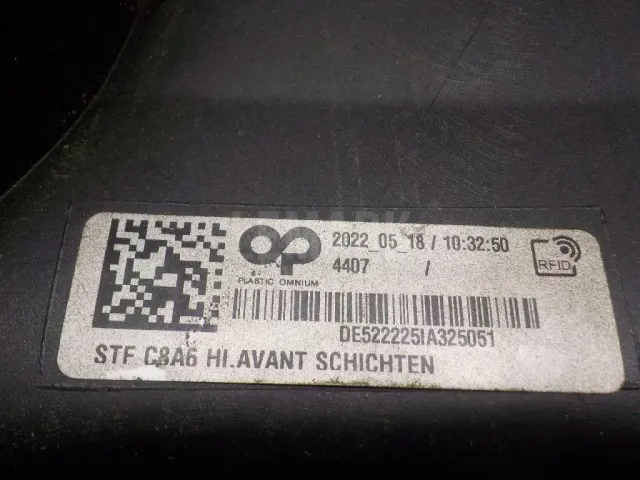 2022_05_18 / 10:32:50
4407 /
RFID
PLASTIC OMNIUM
DE522225IA325051
STF C8A6 HI.AVANT SCHICHTEN